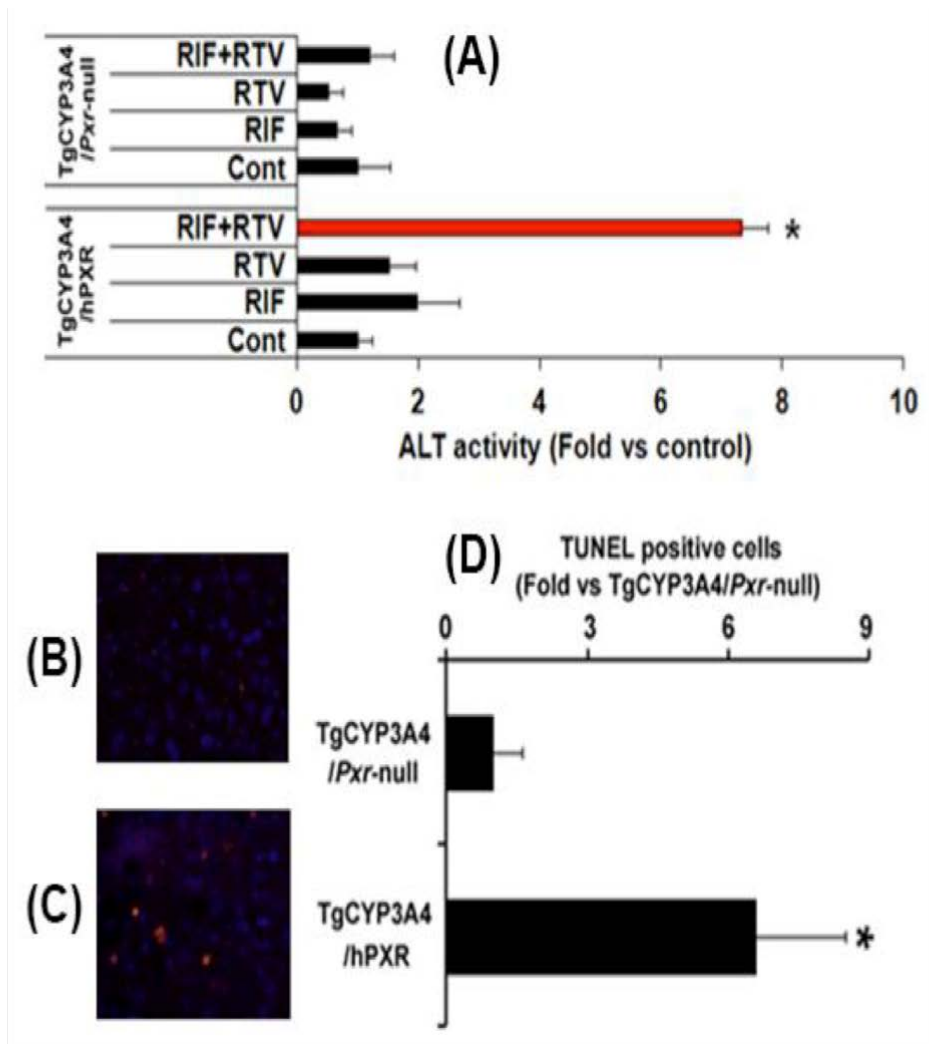 (A)
TgCYP3A4
/Pxr-null
RIF+RTV
RTV
RIF
Cont
TgCYP3A4
/hPXR
RIF+RTV
*
RTV
RIF
Cont
0 2 4 6 8 10
ALT activity (Fold vs control)
(B)
(C)
(D)
TUNEL positive cells
(Fold vs TgCYP3A4/Pxr-null)
0 3 6 9
TgCYP3A4
/Pxr-null
TgCYP3A4
/hPXR
*